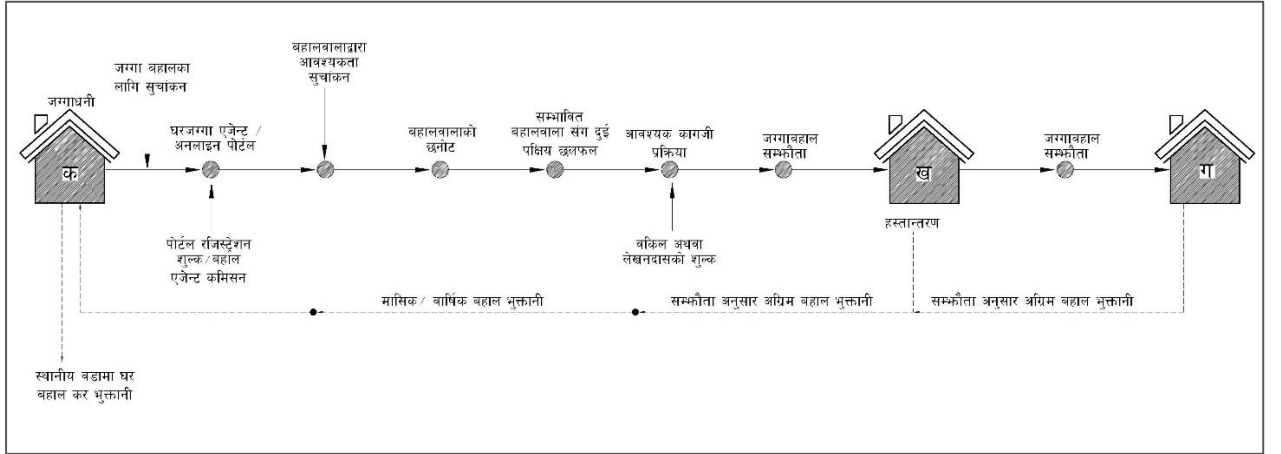 जग्गाधनी
क
जग्गा बहालका
लागि सुचांकन
घरजग्गा एजेन्ट /
अनलाइन पोर्टल
पोर्टल रजिस्ट्रेशन
शुल्क/बहाल
एजेन्ट कमिसन
बहालवालाद्वारा
आवश्यकता
सुचांकन
बहालवालाको
छनोट
सम्भावित
बहालवाला संग दुई
पक्षिय छलफल
आवश्यक कागजी
प्रक्रिया
वकिल अथवा
लेखनदासको शुल्क
जग्गाबहाल
सम्झौता
ख
हस्तान्तरण
जग्गाबहाल
सम्झौता
ग
मासिक/ वार्षिक बहाल भुक्तानी
सम्झौता अनुसार अग्रिम बहाल भुक्तानी
सम्झौता अनुसार अग्रिम बहाल भुक्तानी
स्थानीय वडामा घर
बहाल कर भुक्तानी